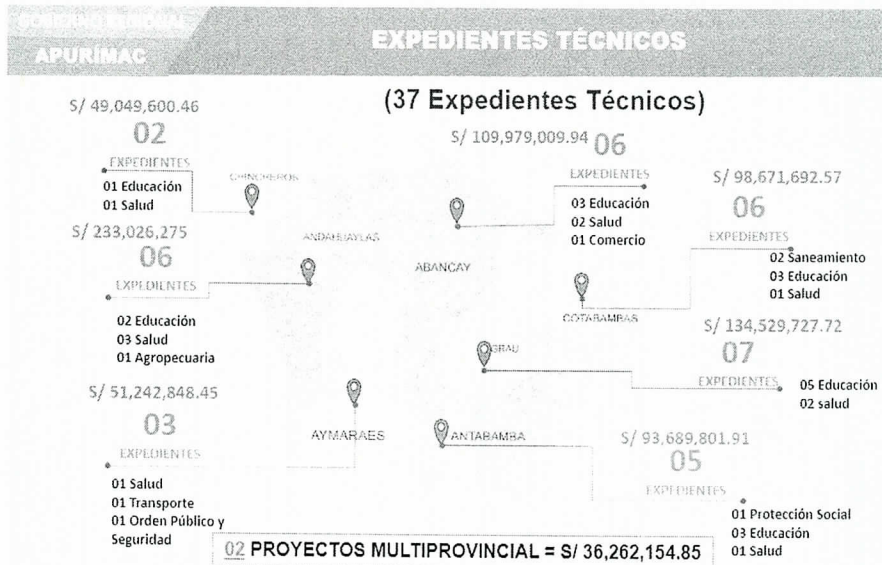 GOBIERNO REGIONAL
APURÍMAC
EXPEDIENTES TÉCNICOS
(37 Expedientes Técnicos)
S/ 49,049,600.46
02
EXPEDIENTES
01 Educación
01 Salud
CHINCHEROS
S/ 233,026,275
06
EXPEDIENTES
02 Educación
03 Salud
01 Agropecuaria
ANDAHUAYLAS
S/ 51,242,848.45
03
EXPEDIENTES
01 Salud
01 Transporte
01 Orden Público y
Seguridad
AYMARAES
S/ 109,979,009.94 06
EXPEDIENTES
03 Educación
02 Salud
01 Comercio
ABANCAY
S/ 98,671,692.57
06
EXPEDIENTES
02 Saneamiento
03 Educación
01 Salud
COTABAMBAS
S/ 134,529,727.72
07
EXPEDIENTES
05 Educación
02 salud
GRAU
S/ 93,689,801.91
05
EXPEDIENTES
01 Protección Social
03 Educación
01 Salud
ANTABAMBA
02 PROYECTOS MULTIPROVINCIAL = S/ 36,262,154.85